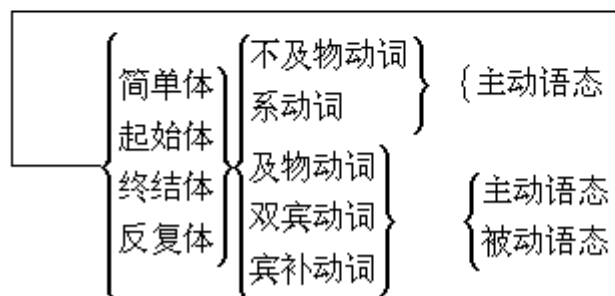 简单体
起始体
终结体
反复体
不及物动词
系动词
及物动词
双宾动词
宾补动词
主动语态
主动语态
被动语态